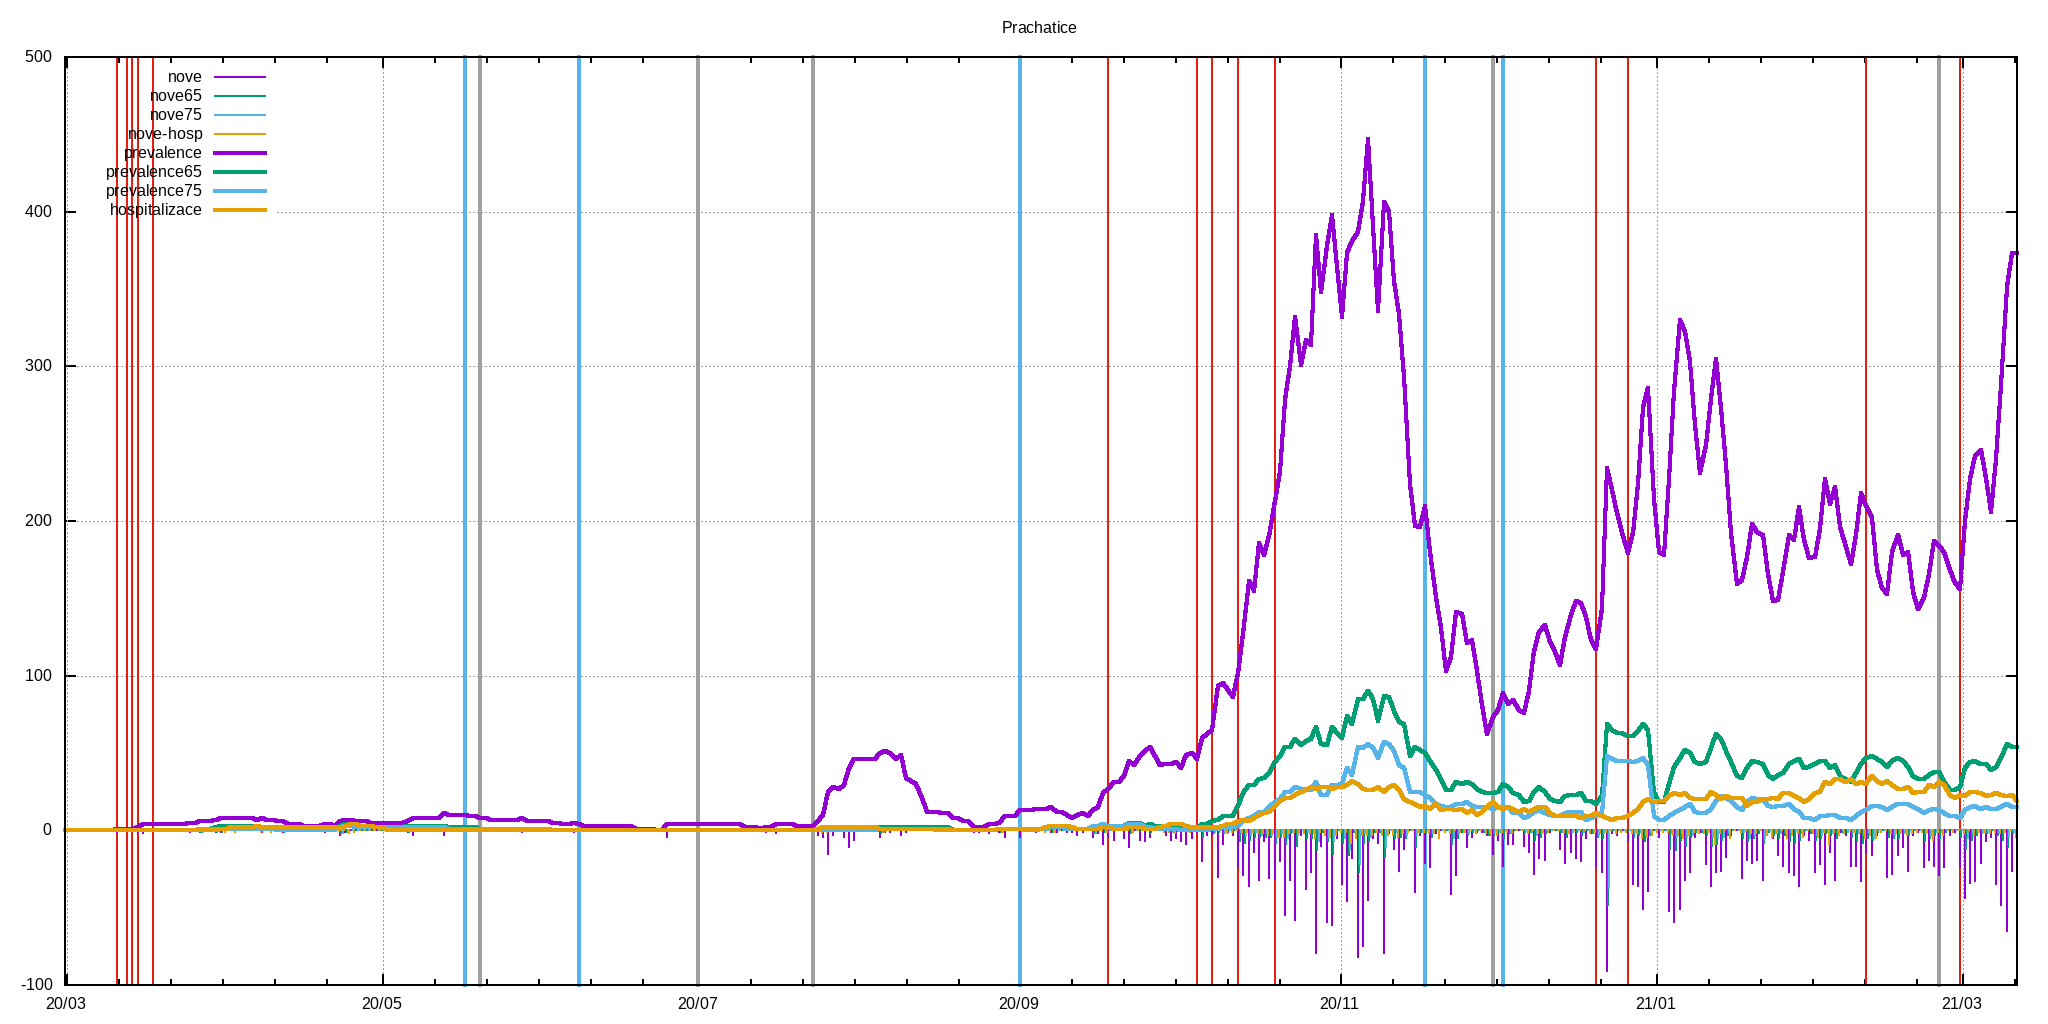 Prachatice
500
nove
nove65
nove75
nove-hosp
prevalence
prevalence65
prevalence75
hospitalizace
400
300
200
100
0
-100
20/03 20/05 20/07 20/09 20/11 21/01 21/03